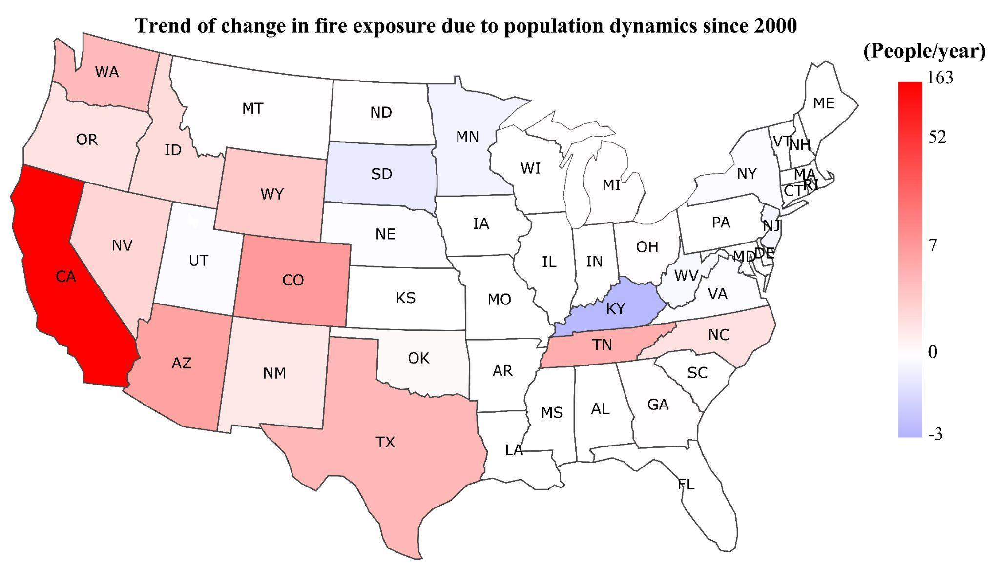 Trend of change in fire exposure due to population dynamics since 2000
(People/year)
163
52
7
0
-3
WA
MT
ND
MN
ME
OR
ID
SD
WI
VT
NH
WY
NE
IA
MI
NY
MA
RI
CT
NV
UT
CO
KS
MO
IL
IN
OH
PA
NJ
MD
DE
CA
WV
VA
KY
AZ
NM
OK
AR
TN
NC
SC
TX
LA
MS
AL
GA
FL